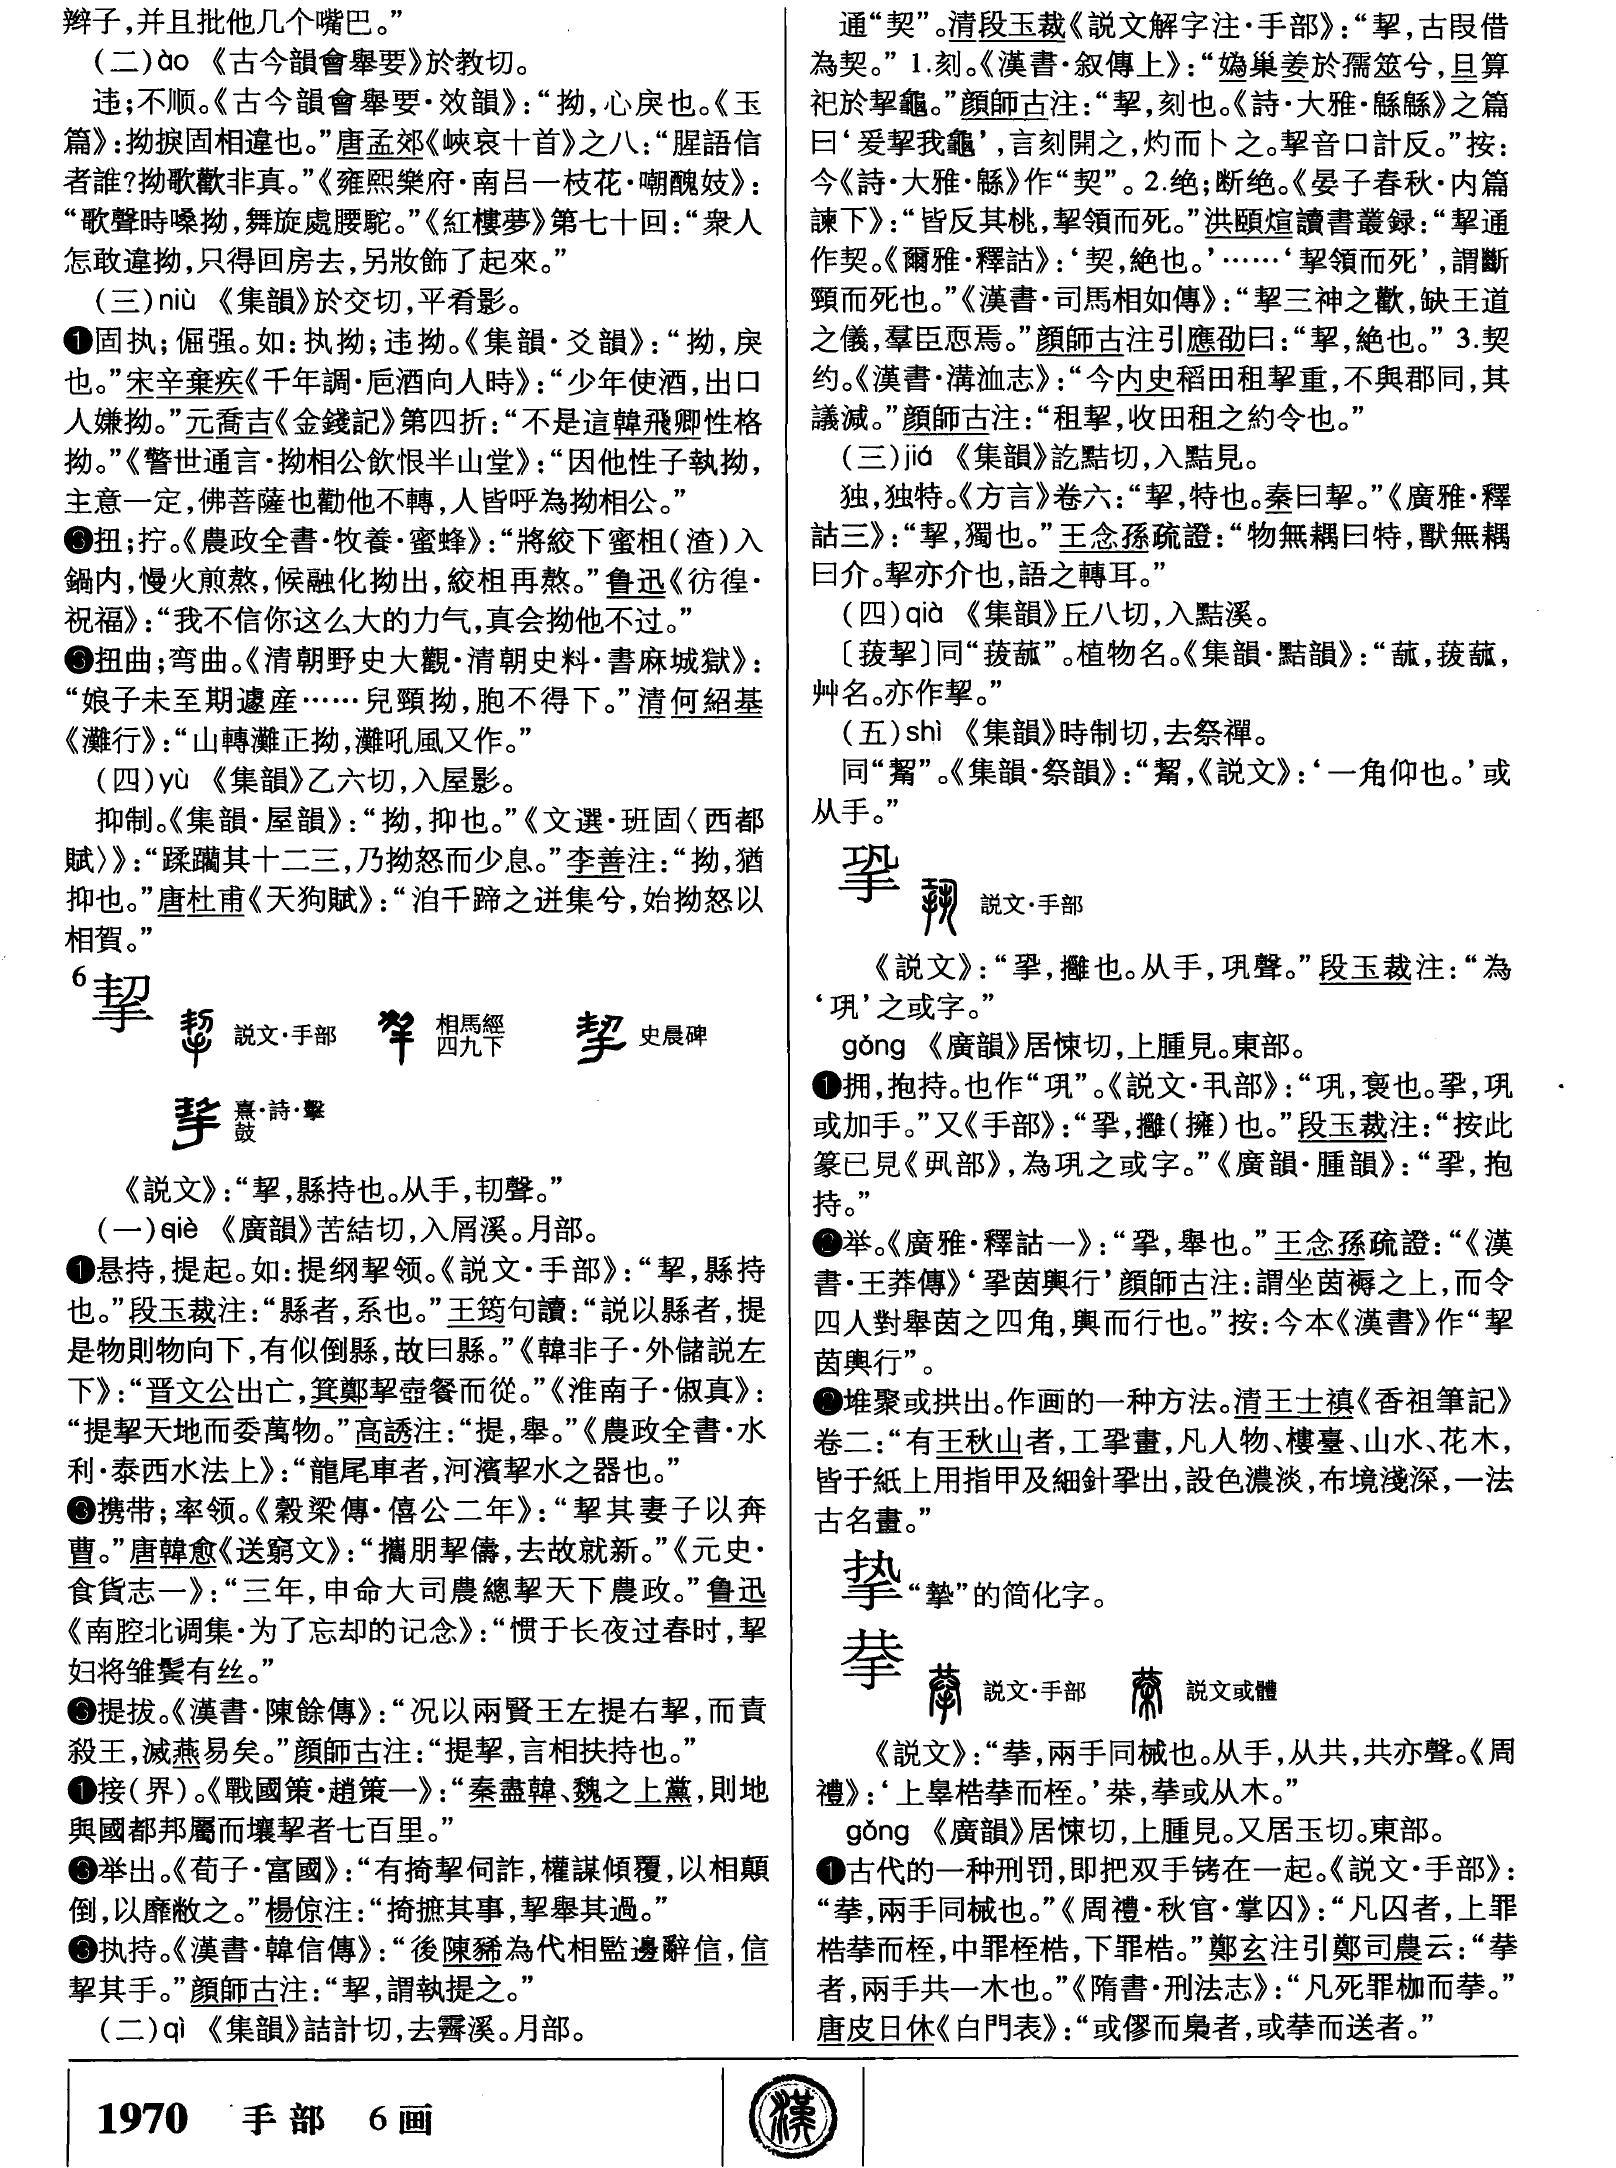 辫子,并且批他几个嘴巴。”
(二)ào 《古今韻會舉要》於教切。
违;不顺。《古今韻會舉要·效韻》:“拗,心戾也。《玉
篇》:拗捩固相違也。”唐孟郊《峽哀十首》之八:“腥語信
者誰?拗歌歡非真。”《雍熙樂府·南呂一枝花·嘲醜妓》:
“歌聲時嗓拗,舞旋處腰駝。”《紅樓夢》第七十回:“衆人
怎敢違拗,只得回房去,另妝飾了起來。”
(三)niù 《集韻》於交切,平肴影。
❶固执;倔强。如:执拗;违拗。《集韻·爻韻》:“拗,戾
也。”宋辛棄疾《千年調·巵酒向人時》:“少年使酒,出口
人嫌拗。”元喬吉《金錢記》第四折:“不是這韓飛卿性格
拗。”《警世通言·拗相公飲恨半山堂》:“因他性子執拗,
主意一定,佛菩薩也勸他不轉,人皆呼為拗相公。”
❸扭;拧。《農政全書·牧養·蜜蜂》:“將絞下蜜柤(渣)入
鍋内,慢火煎熬,候融化拗出,絞柤再熬。”鲁迅《彷徨·
祝福》:“我不信你这么大的力气,真会拗他不过。”
❸扭曲;弯曲。《清朝野史大觀·清朝史料·書麻城獄》:
“娘子未至期遽産……兒頸拗,胞不得下。”清何紹基
《灘行》:“山轉灘正拗,灘吼風又作。”
(四)yù 《集韻》乙六切,入屋影。
抑制。《集韻·屋韻》:“拗,抑也。”《文選·班固〈西都
賦〉》:“蹂躪其十二三,乃拗怒而少息。”李善注:“拗,猶
抑也。”唐杜甫《天狗賦》:“洎千蹄之迸集兮,始拗怒以
相賀。”
6 挈 説文·手部 相馬經四九下 史晨碑
熹·詩·擊鼓
《説文》:“挈,縣持也。从手,㓞聲。”
(一)qiè 《廣韻》苦結切,入屑溪。月部。
❶悬持,提起。如:提纲挈领。《説文·手部》:“挈,縣持
也。”段玉裁注:“縣者,系也。”王筠句讀:“説以縣者,提
是物則物向下,有似倒縣,故曰縣。”《韓非子·外儲説左
下》:“晋文公出亡,箕鄭挈壺餐而從。”《淮南子·俶真》:
“提挈天地而委萬物。”高誘注:“提,舉。”《農政全書·水
利·泰西水法上》:“龍尾車者,河濱挈水之器也。”
❸携带;率领。《穀梁傳·僖公二年》:“挈其妻子以奔
曹。”唐韓愈《送窮文》:“攜朋挈儔,去故就新。”《元史·
食貨志一》:“三年,申命大司農總挈天下農政。”鲁迅
《南腔北调集·为了忘却的记念》:“惯于长夜过春时,挈
妇将雏鬓有丝。”
❸提拔。《漢書·陳餘傳》:“况以兩賢王左提右挈,而責
殺王,滅燕易矣。”顔師古注:“提挈,言相扶持也。”
❶接(界)。《戰國策·趙策一》:“秦盡韓、魏之上黨,則地
與國都邦屬而壤挈者七百里。”
❸举出。《荀子·富國》:“有掎挈伺詐,權謀傾覆,以相顛
倒,以靡敝之。”楊倞注:“掎摭其事,挈舉其過。”
❸执持。《漢書·韓信傳》:“後陳豨為代相監邊辭信,信
挈其手。”顔師古注:“挈,謂執提之。”
(二)qì 《集韻》詰計切,去霽溪。月部。
通“契”。清段玉裁《説文解字注·手部》:“挈,古叚借
為契。” 1.刻。《漢書·叙傳上》:“媯巢姜於孺筮兮,旦算
祀於挈龜。”顔師古注:“挈,刻也。《詩·大雅·緜緜》之篇
曰‘爰挈我龜’,言刻開之,灼而卜之。挈音口計反。”按:
今《詩·大雅·緜》作“契”。2.绝;断绝。《晏子春秋·内篇
諫下》:“皆反其桃,挈領而死。”洪頤煊讀書叢録:“挈通
作契。《爾雅·釋詁》:‘契,絶也。’……‘挈領而死’,謂斷
頸而死也。”《漢書·司馬相如傳》:“挈三神之歡,缺王道
之儀,羣臣恧焉。”顔師古注引應劭曰:“挈,絶也。” 3.契
约。《漢書·溝洫志》:“今内史稻田租挈重,不與郡同,其
議減。”顔師古注:“租挈,收田租之約令也。”
(三)jiá 《集韻》訖黠切,入黠見。
独,独特。《方言》卷六:“挈,特也。秦曰挈。”《廣雅·釋
詁三》:“挈,獨也。”王念孫疏證:“物無耦曰特,獸無耦
曰介。挈亦介也,語之轉耳。”
(四)qià 《集韻》丘八切,入黠溪。
〔菝挈〕同“菝蓏”。植物名。《集韻·黠韻》:“蓏,菝蓏,
艸名。亦作挈。”
(五)shì 《集韻》時制切,去祭禪。
同“觢”。《集韻·祭韻》:“觢,《説文》:‘一角仰也。’或
从手。”
㧬 説文·手部
《説文》:“㧬,攡也。从手,巩聲。”段玉裁注:“為
‘巩’之或字。”
gǒng 《廣韻》居悚切,上腫見。東部。
❶拥,抱持。也作“巩”。《説文·丮部》:“巩,袌也。㧬,巩
或加手。”又《手部》:“㧬,攡(擁)也。”段玉裁注:“按此
篆已見《丮部》,為巩之或字。”《廣韻·腫韻》:“㧬,抱
持。”
❷举。《廣雅·釋詁一》:“㧬,舉也。”王念孫疏證:“《漢
書·王莽傳》‘㧬茵輿行’顔師古注:謂坐茵褥之上,而令
四人對舉茵之四角,輿而行也。”按:今本《漢書》作“挈
茵輿行”。
❷堆聚或拱出。作画的一种方法。清王士禛《香祖筆記》
卷二:“有王秋山者,工㧬畫,凡人物、樓臺、山水、花木,
皆于紙上用指甲及細針㧬出,設色濃淡,布境淺深,一法
古名畫。”
挚 “摯”的简化字。
拲 説文·手部 説文或體
《説文》:“拲,兩手同械也。从手,从共,共亦聲。《周
禮》:‘上辠梏拲而桎。’㭟,拲或从木。”
gǒng 《廣韻》居悚切,上腫見。又居玉切。東部。
❶古代的一种刑罚,即把双手铐在一起。《説文·手部》:
“拲,兩手同械也。”《周禮·秋官·掌囚》:“凡囚者,上罪
梏拲而桎,中罪桎梏,下罪梏。”鄭玄注引鄭司農云:“拲
者,兩手共一木也。”《隋書·刑法志》:“凡死罪枷而拲。”
唐皮日休《白門表》:“或僇而梟者,或拲而送者。”
1970 手部 6画
漢